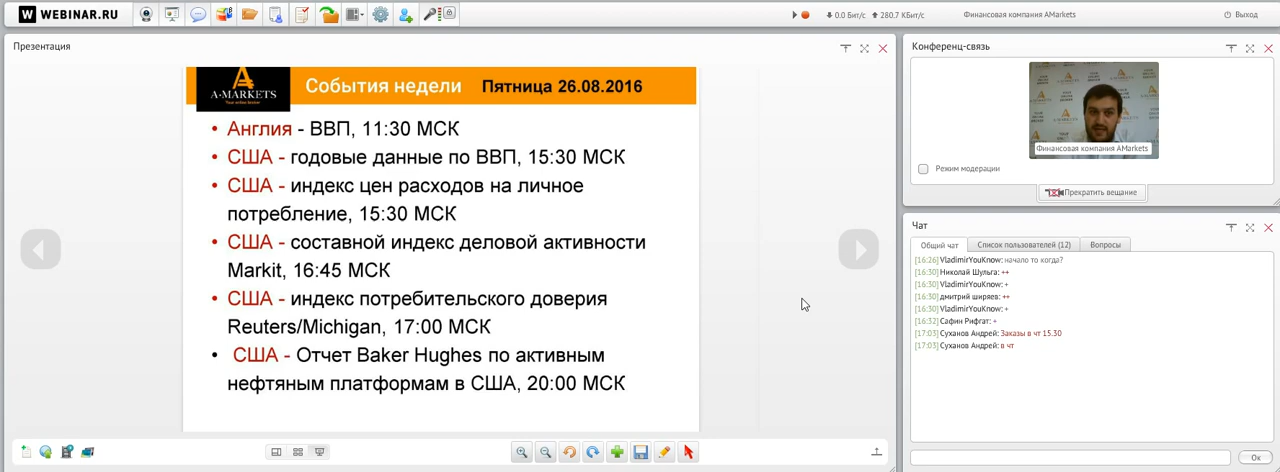 W WEBINAR.RU
0.0 Бит/с 280.7 КБит/с
Финансовая компания AMarkets
Выход
Презентация
A-MARKETS
Your active broker
События недели Пятница 26.08.2016
• Англия - ВВП, 11:30 МСК
• США - годовые данные по ВВП, 15:30 МСК
• США - индекс цен расходов на личное
потребление, 15:30 МСК
• США - составной индекс деловой активности
Markit, 16:45 МСК
• США - индекс потребительского доверия
Reuters/Michigan, 17:00 МСК
• США - Отчет Baker Hughes по активным
нефтяным платформам в США, 20:00 МСК
Конференц-связь
Финансовая компания AMarkets
Режим модерации
Прекратить вещание
Чат
Общий чат Список пользователей (12) Вопросы
[16:26] VladimirYouKnow: начало то когда?
[16:30] Николай Шульга: ++
[16:30] VladimirYouKnow: +
[16:30] дмитрий ширяев: ++
[16:30] VladimirYouKnow: +
[16:32] Сафин Рифгат: +
[17:03] Суханов Андрей: Заказы в чт 15.30
[17:03] Суханов Андрей: в чт
Ок